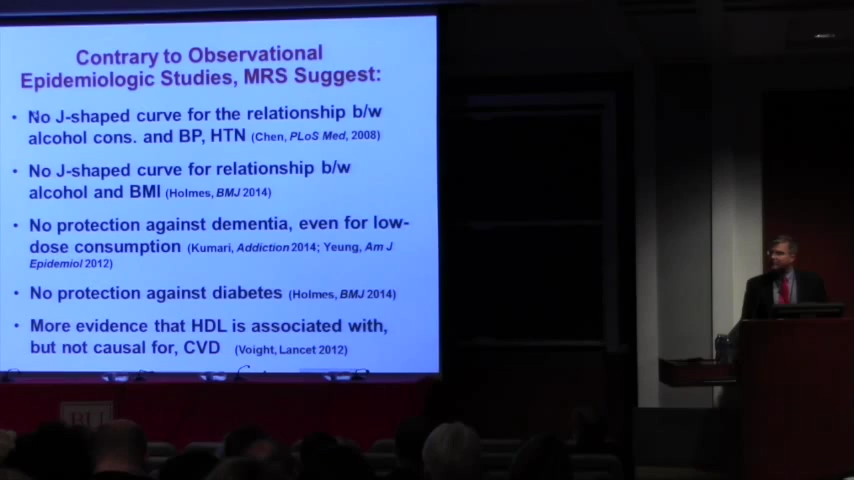 Contrary to Observational
Epidemiologic Studies, MRS Suggest:
• No J-shaped curve for the relationship b/w
alcohol cons. and BP, HTN (Chen, PLoS Med, 2008)
• No J-shaped curve for relationship b/w
alcohol and BMI (Holmes, BMJ 2014)
• No protection against dementia, even for low-
dose consumption (Kumari, Addiction 2014; Yeung, Am J
Epidemiol 2012)
• No protection against diabetes (Holmes, BMJ 2014)
• More evidence that HDL is associated with,
but not causal for, CVD (Voight, Lancet 2012)
BU